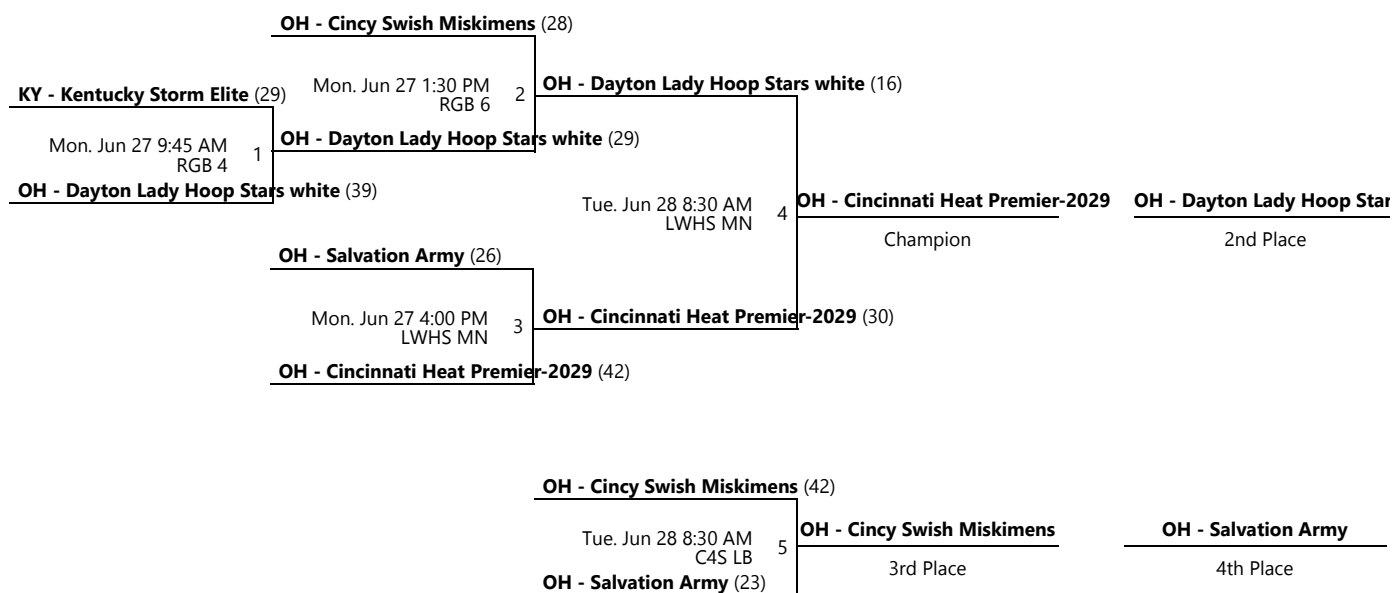 OH - Cincy Swish Miskimens (28)
KY - Kentucky Storm Elite (29)
Mon. Jun 27 1:30 PM
RGB 6
2
OH - Dayton Lady Hoop Stars white (16)
Mon. Jun 27 9:45 AM
RGB 4
1
OH - Dayton Lady Hoop Stars white (29)
OH - Dayton Lady Hoop Stars white (39)
Tue. Jun 28 8:30 AM
LWHS MN
4
OH - Cincinnati Heat Premier-2029
Champion
OH - Dayton Lady Hoop Star
2nd Place
OH - Salvation Army (26)
Mon. Jun 27 4:00 PM
LWHS MN
3
OH - Cincinnati Heat Premier-2029 (30)
OH - Cincinnati Heat Premier-2029 (42)
OH - Cincy Swish Miskimens (42)
Tue. Jun 28 8:30 AM
C4S LB
5
OH - Cincy Swish Miskimens
3rd Place
OH - Salvation Army
4th Place
OH - Salvation Army (23)